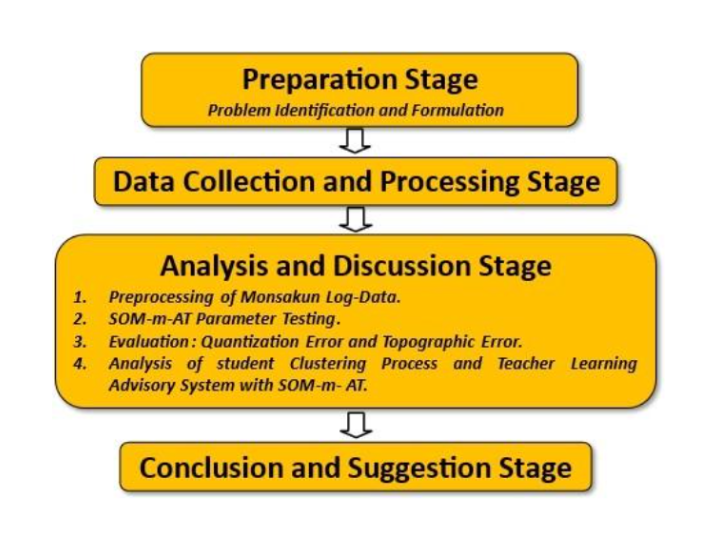 Preparation Stage
Problem Identification and Formulation
Data Collection and Processing Stage
Analysis and Discussion Stage
1. Preprocessing of Monsakun Log-Data.
2. SOM-m-AT Parameter Testing.
3. Evaluation : Quantization Error and Topographic Error.
4. Analysis of student Clustering Process and Teacher Learning
Advisory System with SOM-m- AT.
Conclusion and Suggestion Stage